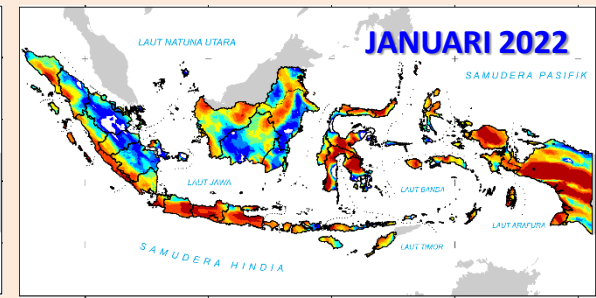 JANUARI 2022
LAUT NATUNA UTARA
SAMUDERA PASIFIK
LAUT JAWA
LAUT BANDA
LAUT ARAFURA
LAUT TIMOR
SAMUDERA HINDIA